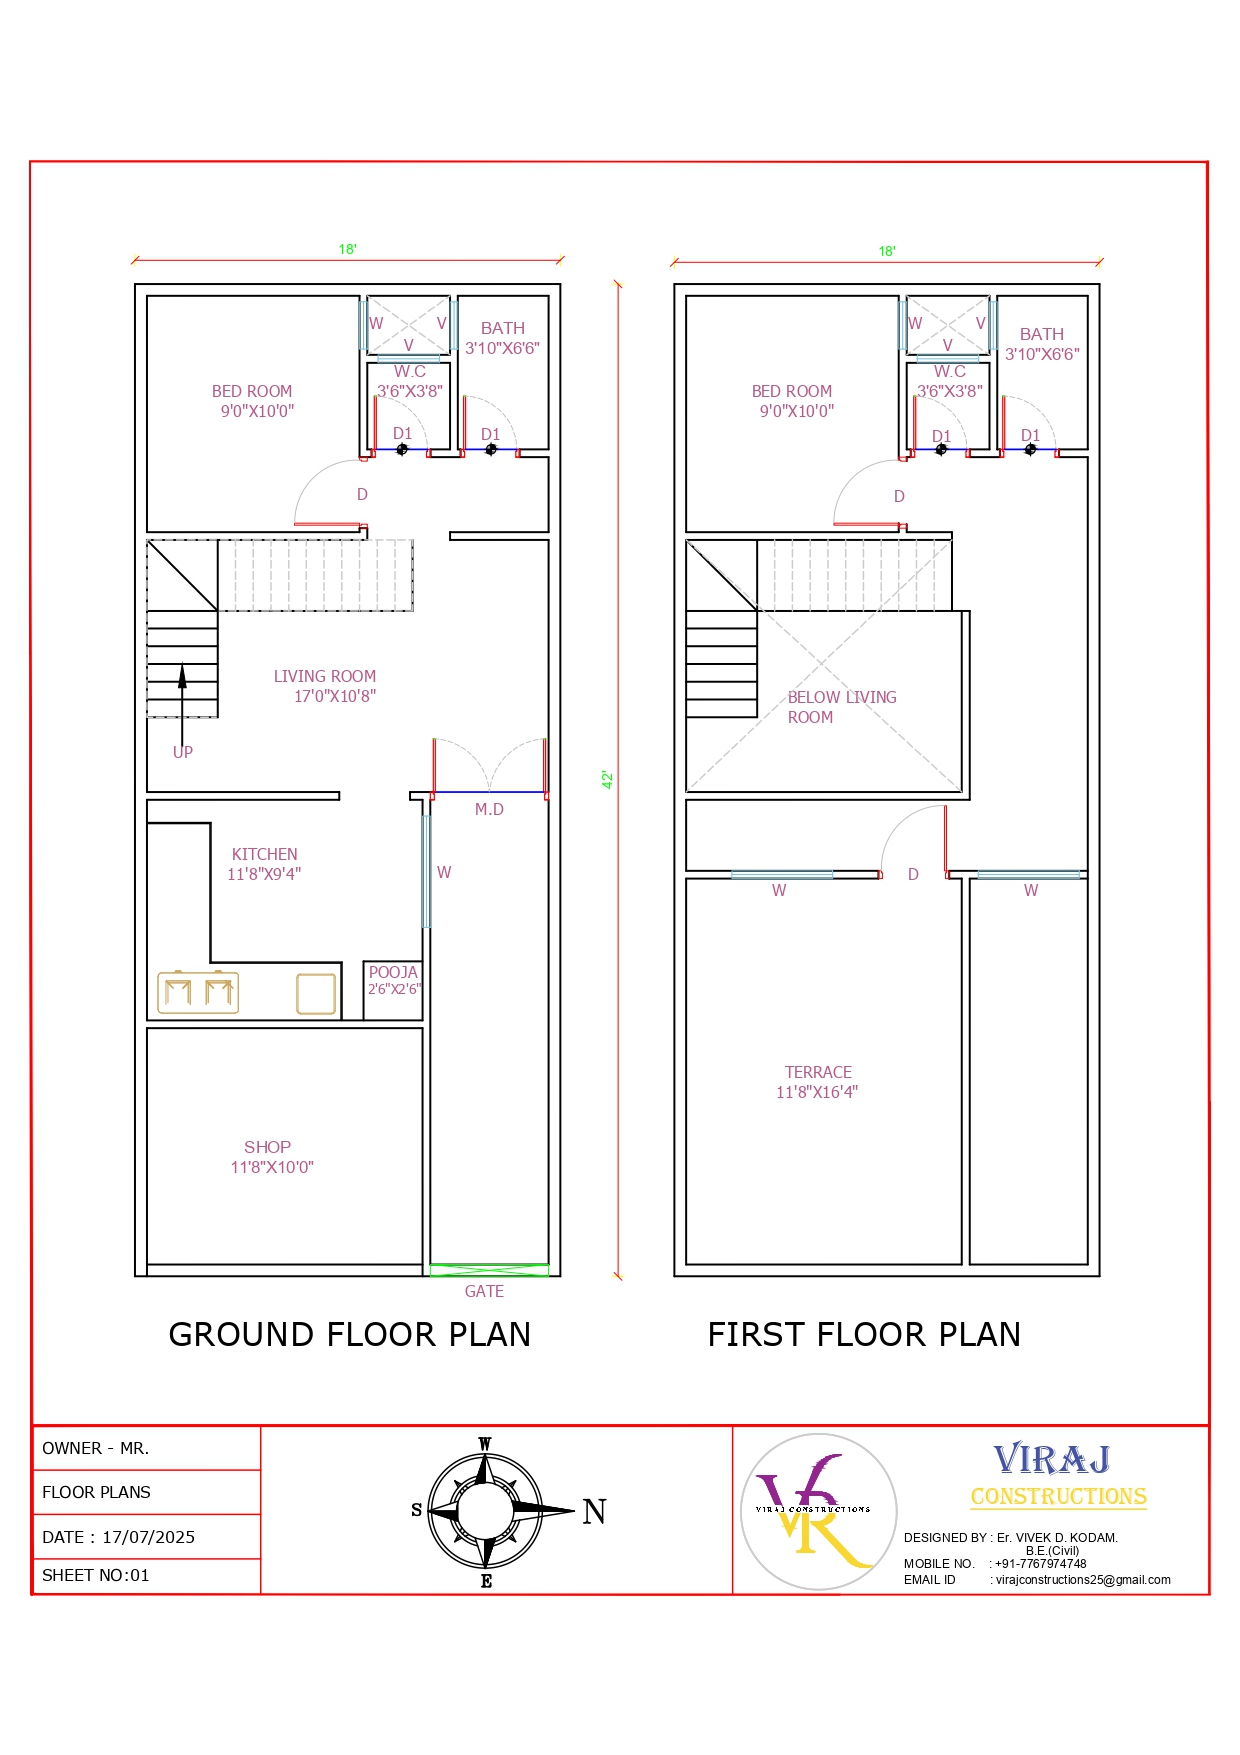 18'
W
V
V
BATH
3'10"X6'6"
W.C
3'6"X3'8"
BED ROOM
9'0"X10'0"
D1
D1
D
LIVING ROOM
17'0"X10'8"
UP
M.D
KITCHEN
11'8"X9'4"
W
POOJA
2'6"X2'6"
SHOP
11'8"X10'0"
GATE
42'
GROUND FLOOR PLAN
18'
W
V
V
BATH
3'10"X6'6"
W.C
3'6"X3'8"
BED ROOM
9'0"X10'0"
D1
D1
D
BELOW LIVING
ROOM
D
W
W
TERRACE
11'8"X16'4"
FIRST FLOOR PLAN
OWNER - MR.
FLOOR PLANS
DATE : 17/07/2025
SHEET NO:01
W
S
N
E
VR
VIRAJ CONSTRUCTIONS
VR
VIRAJ
CONSTRUCTIONS
DESIGNED BY : Er. VIVEK D. KODAM.
B.E.(Civil)
MOBILE NO. : +91-7767974748
EMAIL ID : virajconstructions25@gmail.com